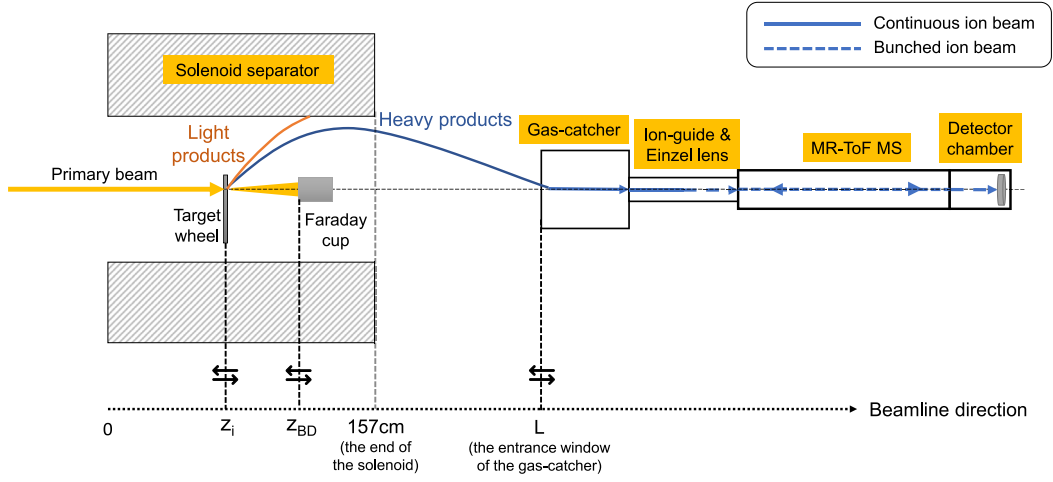 Continuous ion beam
Bunched ion beam
Solenoid separator
Light
products
Heavy products
Gas-catcher
Ion-guide &
Einzel lens
MR-ToF MS
Detector
chamber
Primary beam
Target
wheel
Faraday
cup
0
z_i
z_BD
157cm
(the end of
the solenoid)
L
(the entrance window
of the gas-catcher)
Beamline direction